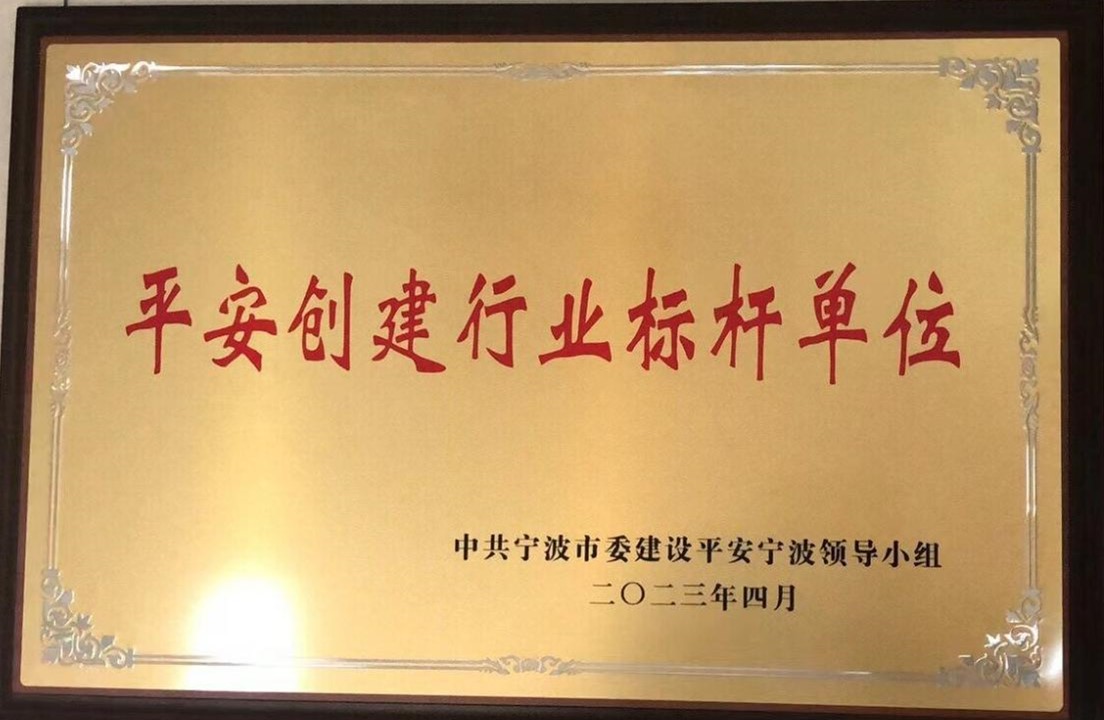 平安创建行业标杆单位
中共宁波市委建设平安宁波领导小组
二〇二三年四月